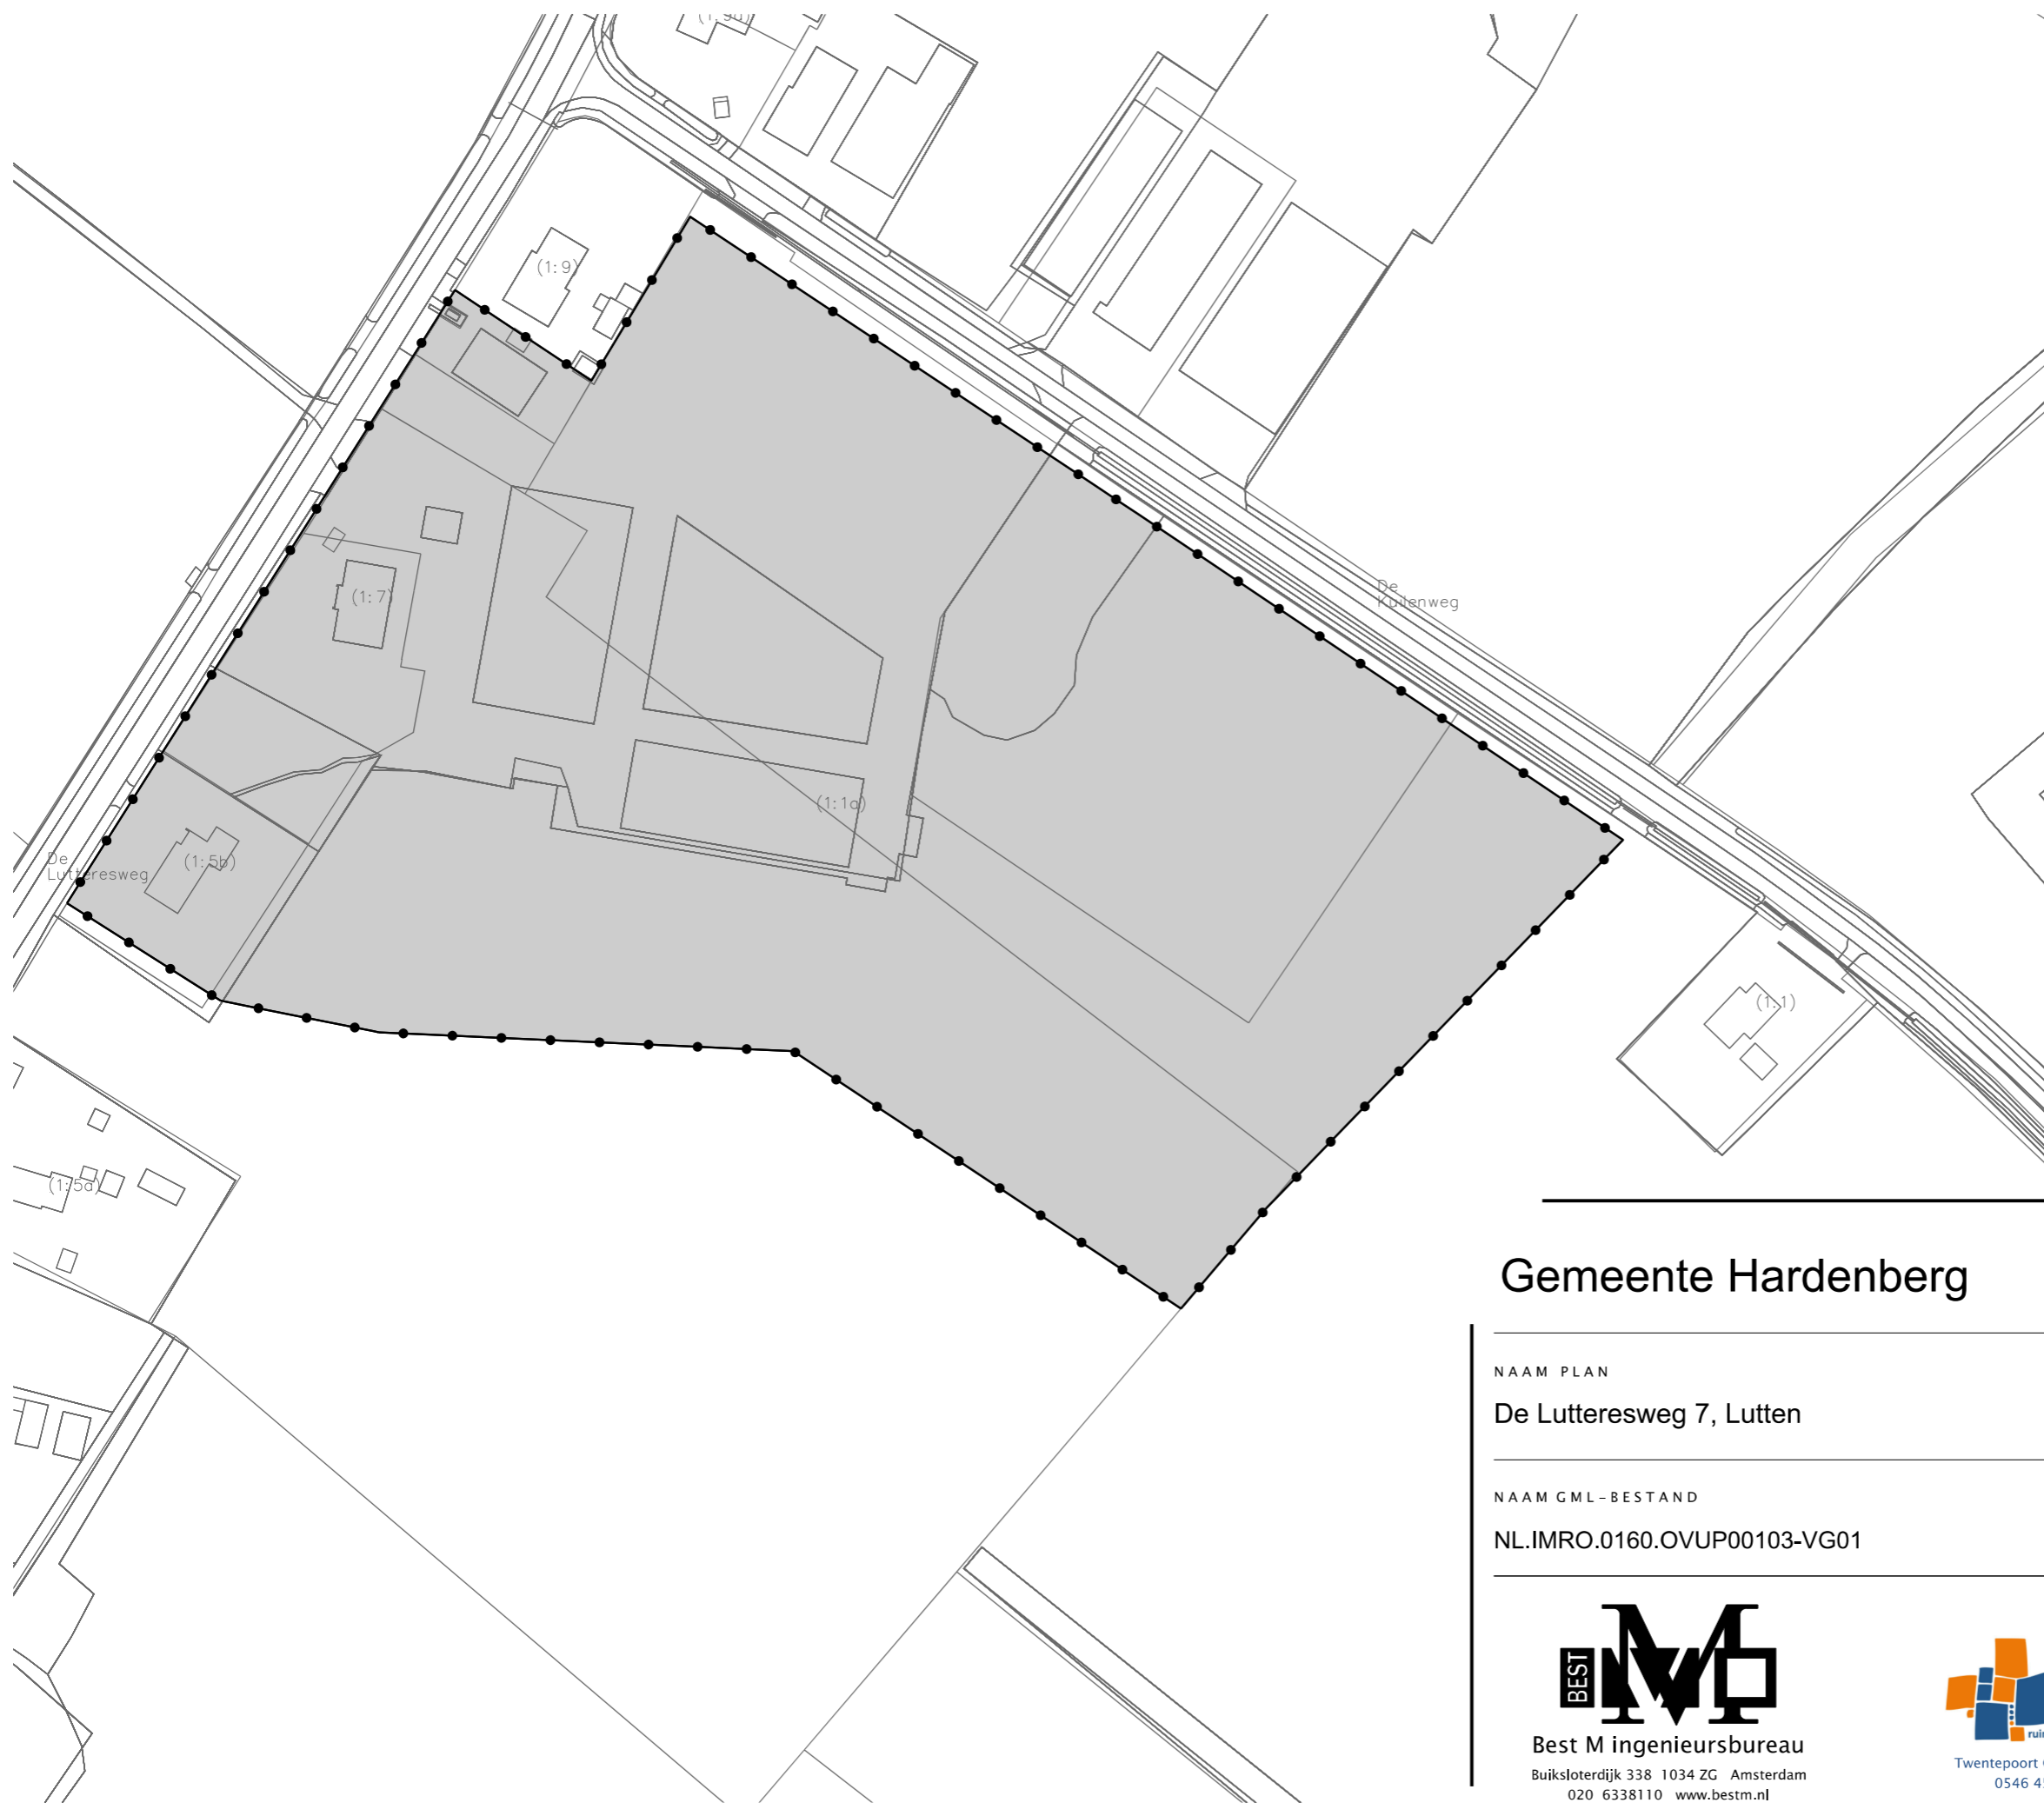 (1:9)
De
Kuilenweg
(1:7)
(1:1a)
De
Lutteresweg
(1:5b)
(1:1)
(1:5a)
Gemeente Hardenberg
NAAM PLAN
De Lutteresweg 7, Lutten
NAAM GML-BESTAND
NL.IMRO.0160.OVUP00103-VG01
BEST
M
Best M ingenieursbureau
Buiksloterdijk 338 1034 ZG Amsterdam
020 6338110 www.bestm.nl
Twentepoort
0546